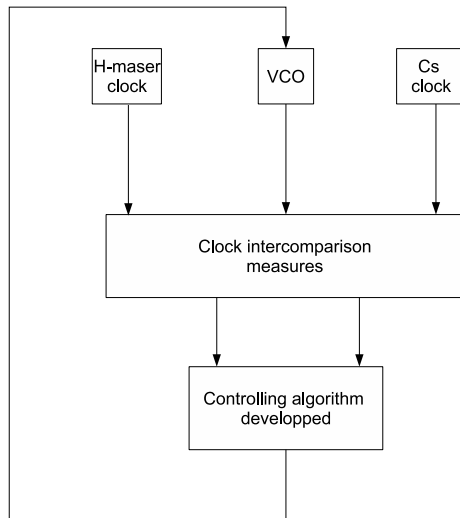 H-maser
clock
VCO
Cs
clock
Clock intercomparison
measures
Controlling algorithm
developped